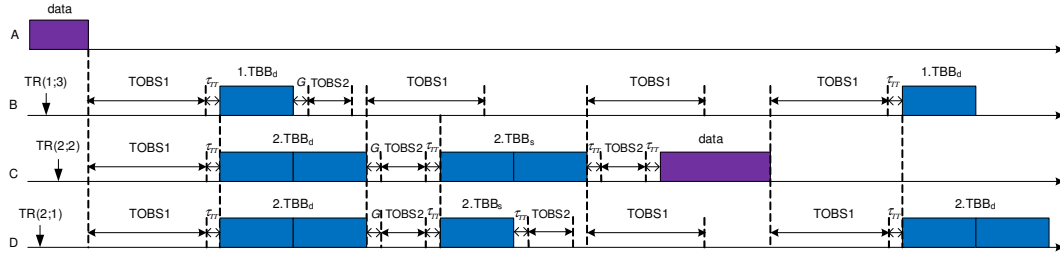 data
A
TR(1;3) TOBS1 τTT 1.TBBd G TOBS2 TOBS1 TOBS1 TOBS1 τTT 1.TBBd
B
TR(2;2) TOBS1 τTT 2.TBBd G TOBS2 τTT 2.TBBs τTT TOBS2 τTT data
C
TR(2;1) TOBS1 τTT 2.TBBd G TOBS2 τTT 2.TBBs τTT TOBS2 TOBS1 TOBS1 τTT 2.TBBd
D